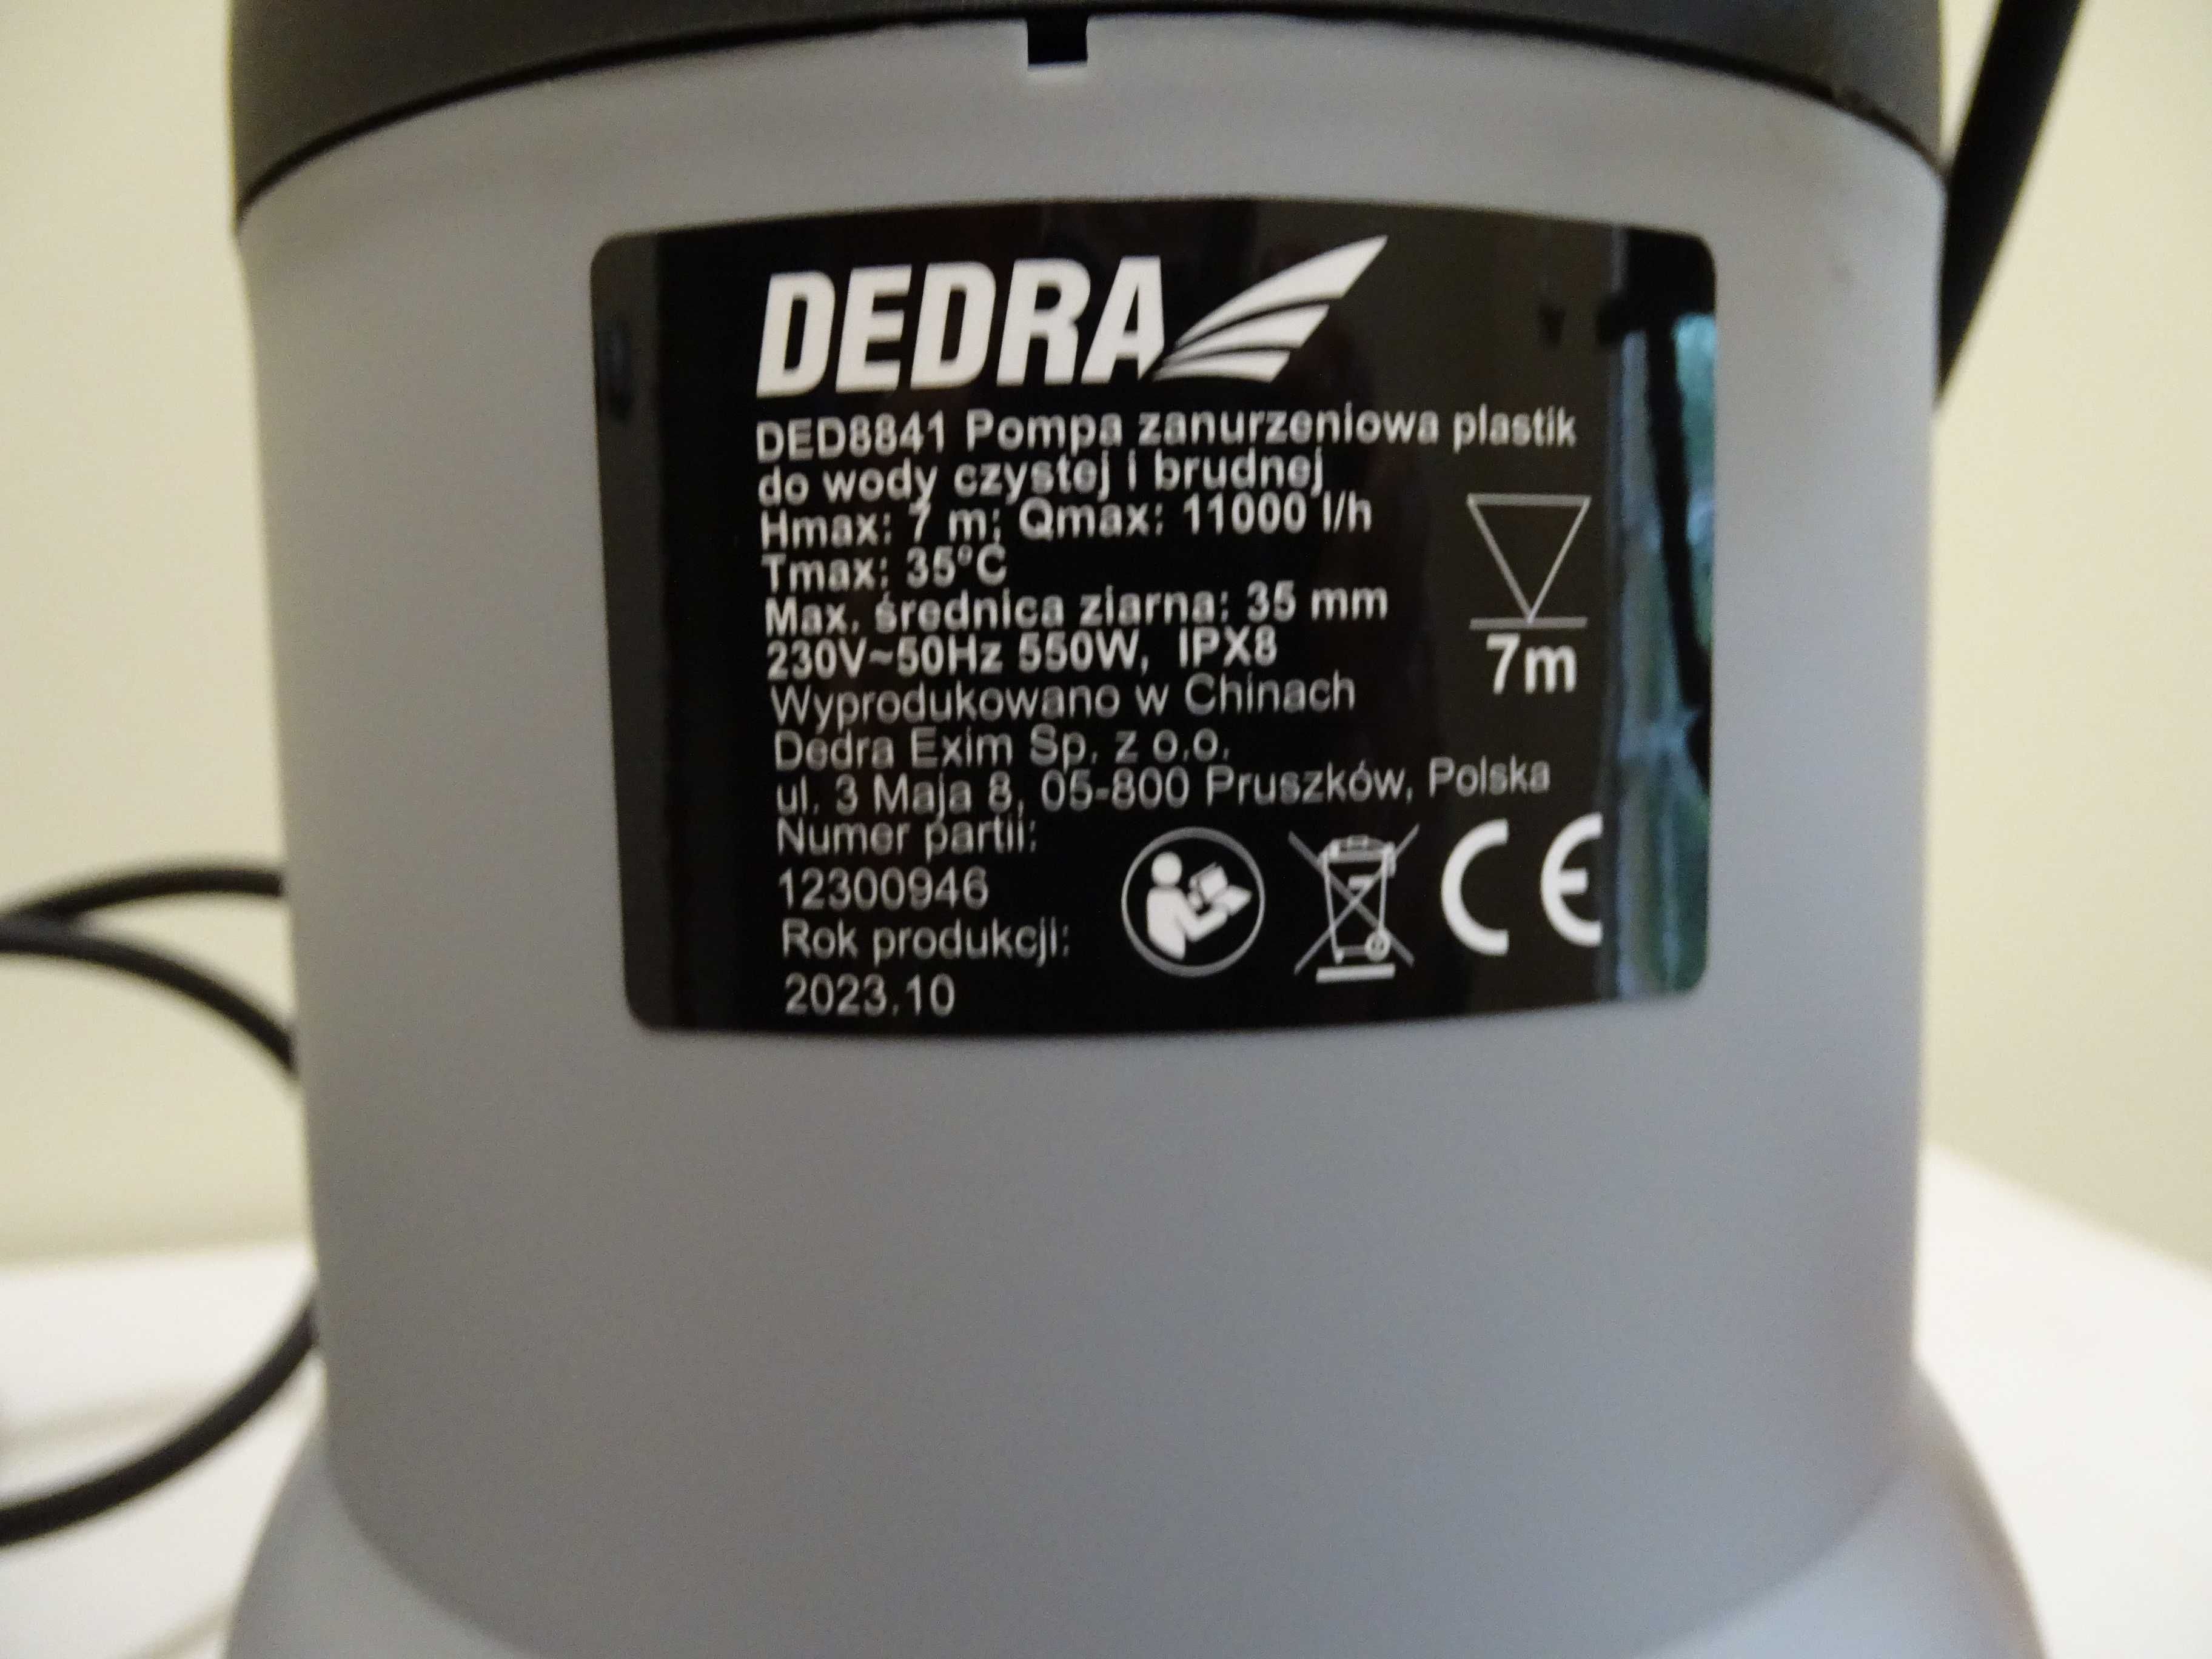 DEDRA
DED8841 Pompa zanurzeniowa plastik
do wody czystej i brudnej
Hmax: 7 m; Qmax: 11000 l/h
Tmax: 35°C
Max. średnica ziarna: 35 mm
230V~50Hz 550W, IPX8
7m
Wyprodukowano w Chinach
Dedra Exim Sp. z o.o.
ul. 3 Maja 8, 05-800 Pruszków, Polska
Numer partii:
12300946
Rok produkcji:
2023.10
CE